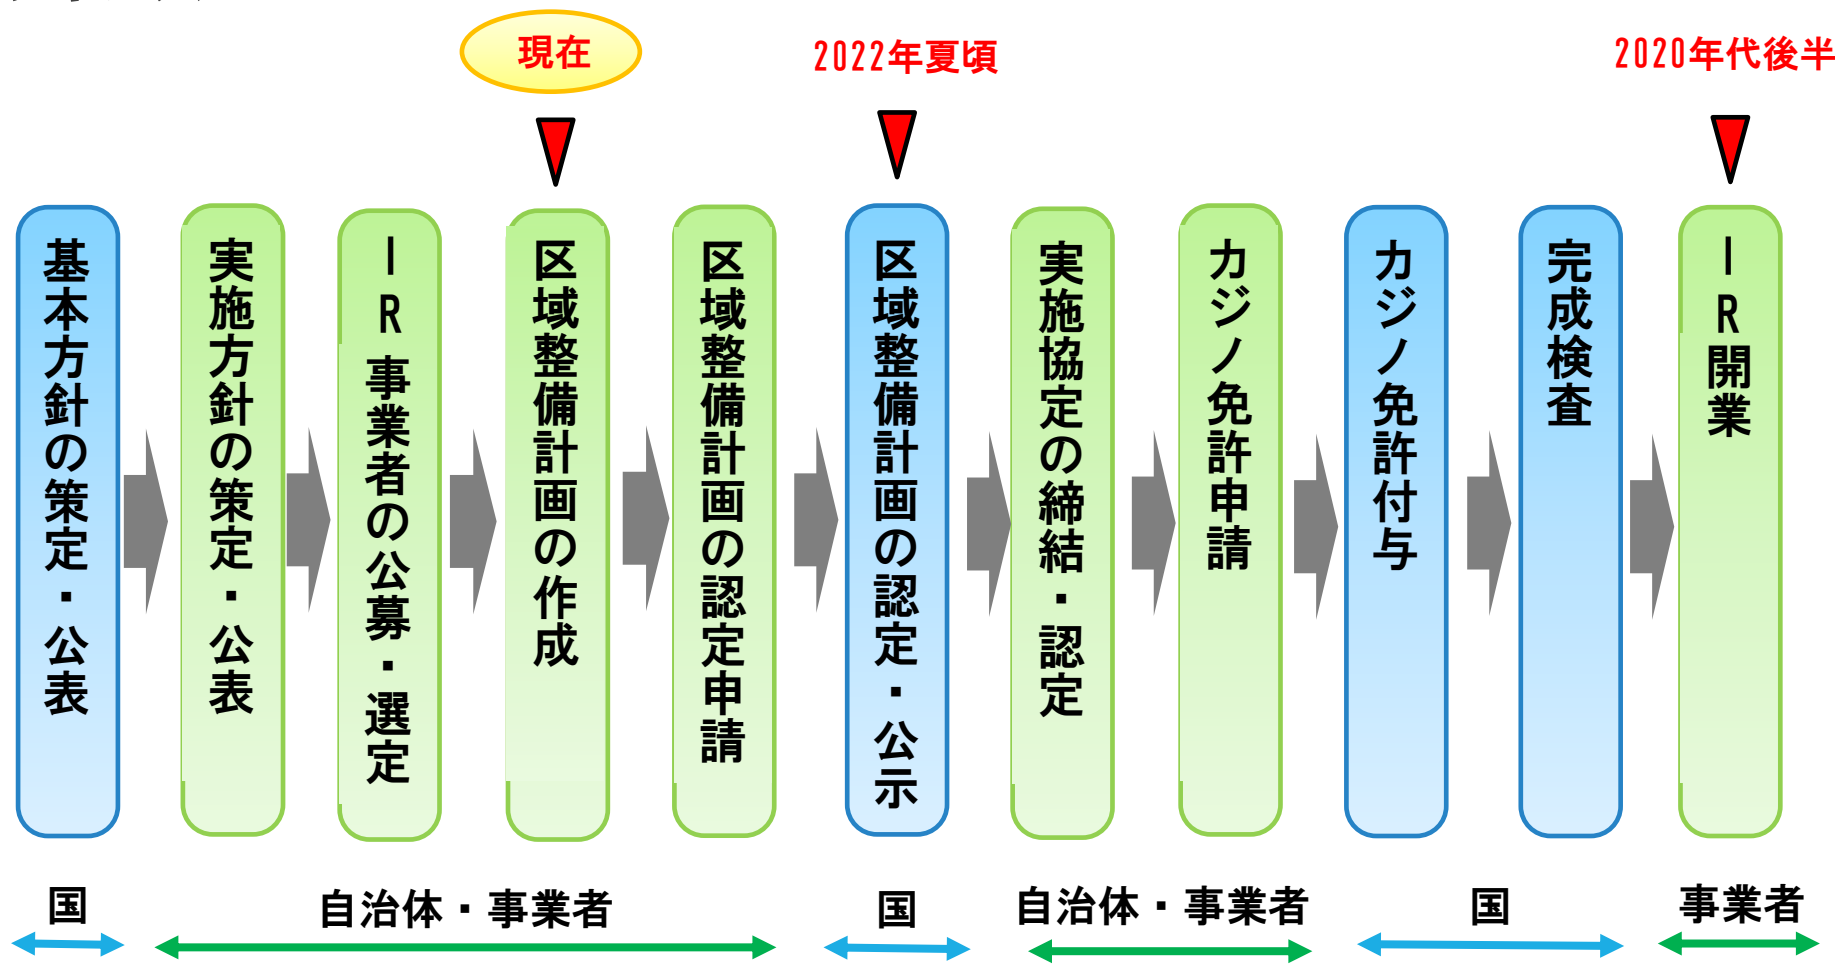 現在
2022年夏頃
2020年代後半
基本方針の策定・公表
実施方針の策定・公表
IR事業者の公募・選定
区域整備計画の作成
区域整備計画の認定申請
区域整備計画の認定・公示
実施協定の締結・認定
カジノ免許申請
カジノ免許付与
完成検査
IR開業
国
自治体・事業者
国
自治体・事業者
国
事業者